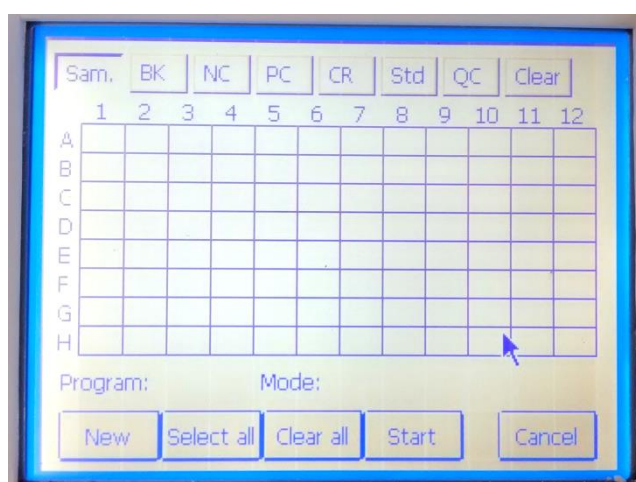 Sam. BK NC PC CR Std QC Clear
1 2 3 4 5 6 7 8 9 10 11 12
A
B
C
D
E
F
G
H
Program: Mode:
New Select all Clear all Start Cancel